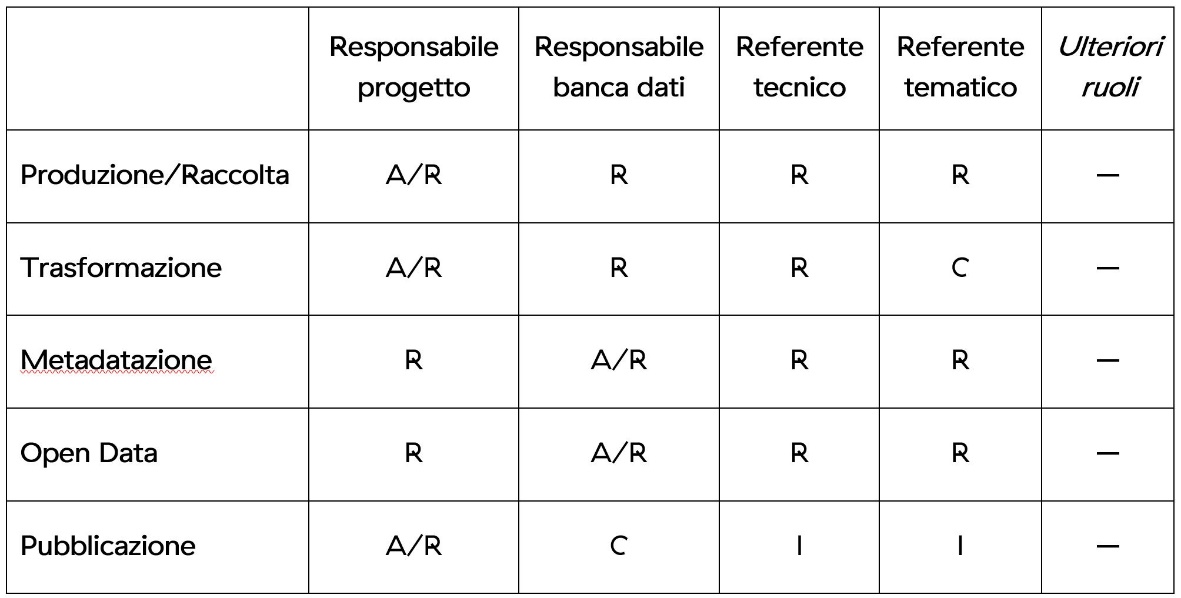 Responsabile progetto Responsabile banca dati Referente tecnico Referente tematico Ulteriori ruoli
Produzione/Raccolta A/R R R R —
Trasformazione A/R R R C —
Metadatazione R A/R R R —
Open Data R A/R R R —
Pubblicazione A/R C I I —